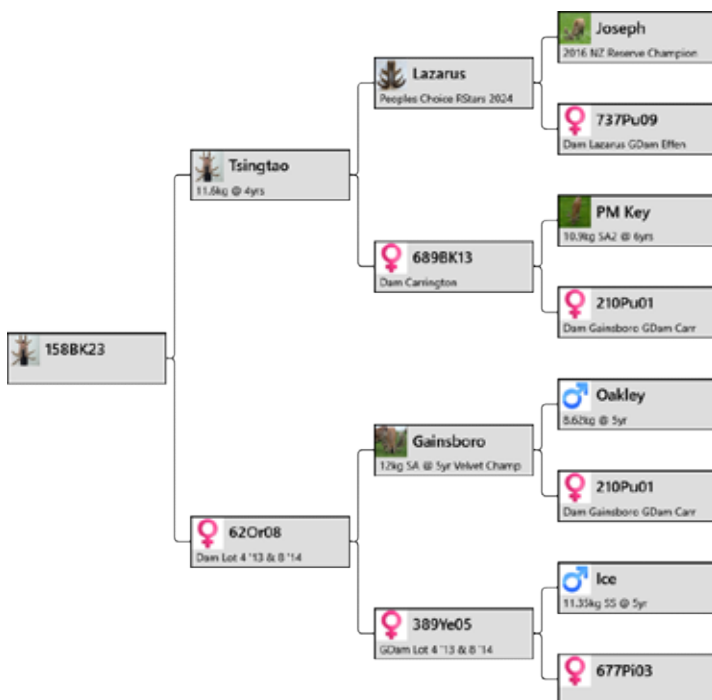 Joseph
2016 NZ Reserve Champion
Lazarus
Peoples Choice RStars 2024
737Pu09
Dam Lazarus GDam Effen
Tsingtao
11.6kg @ 4yrs
PM Key
10.9kg SA2 @ 6yrs
689BK13
Dam Carrington
210Pu01
Dam Gainsboro GDam Carr
158BK23
Oakley
8.62kg @ 5yr
Gainsboro
12kg SA @ 5yr Velvet Champ
210Pu01
Dam Gainsboro GDam Carr
62Or08
Dam Lot 4 '13 & 8 '14
Ice
11.35kg SS @ 5yr
389Ye05
GDam Lot 4 '13 & 8 '14
677Pi03